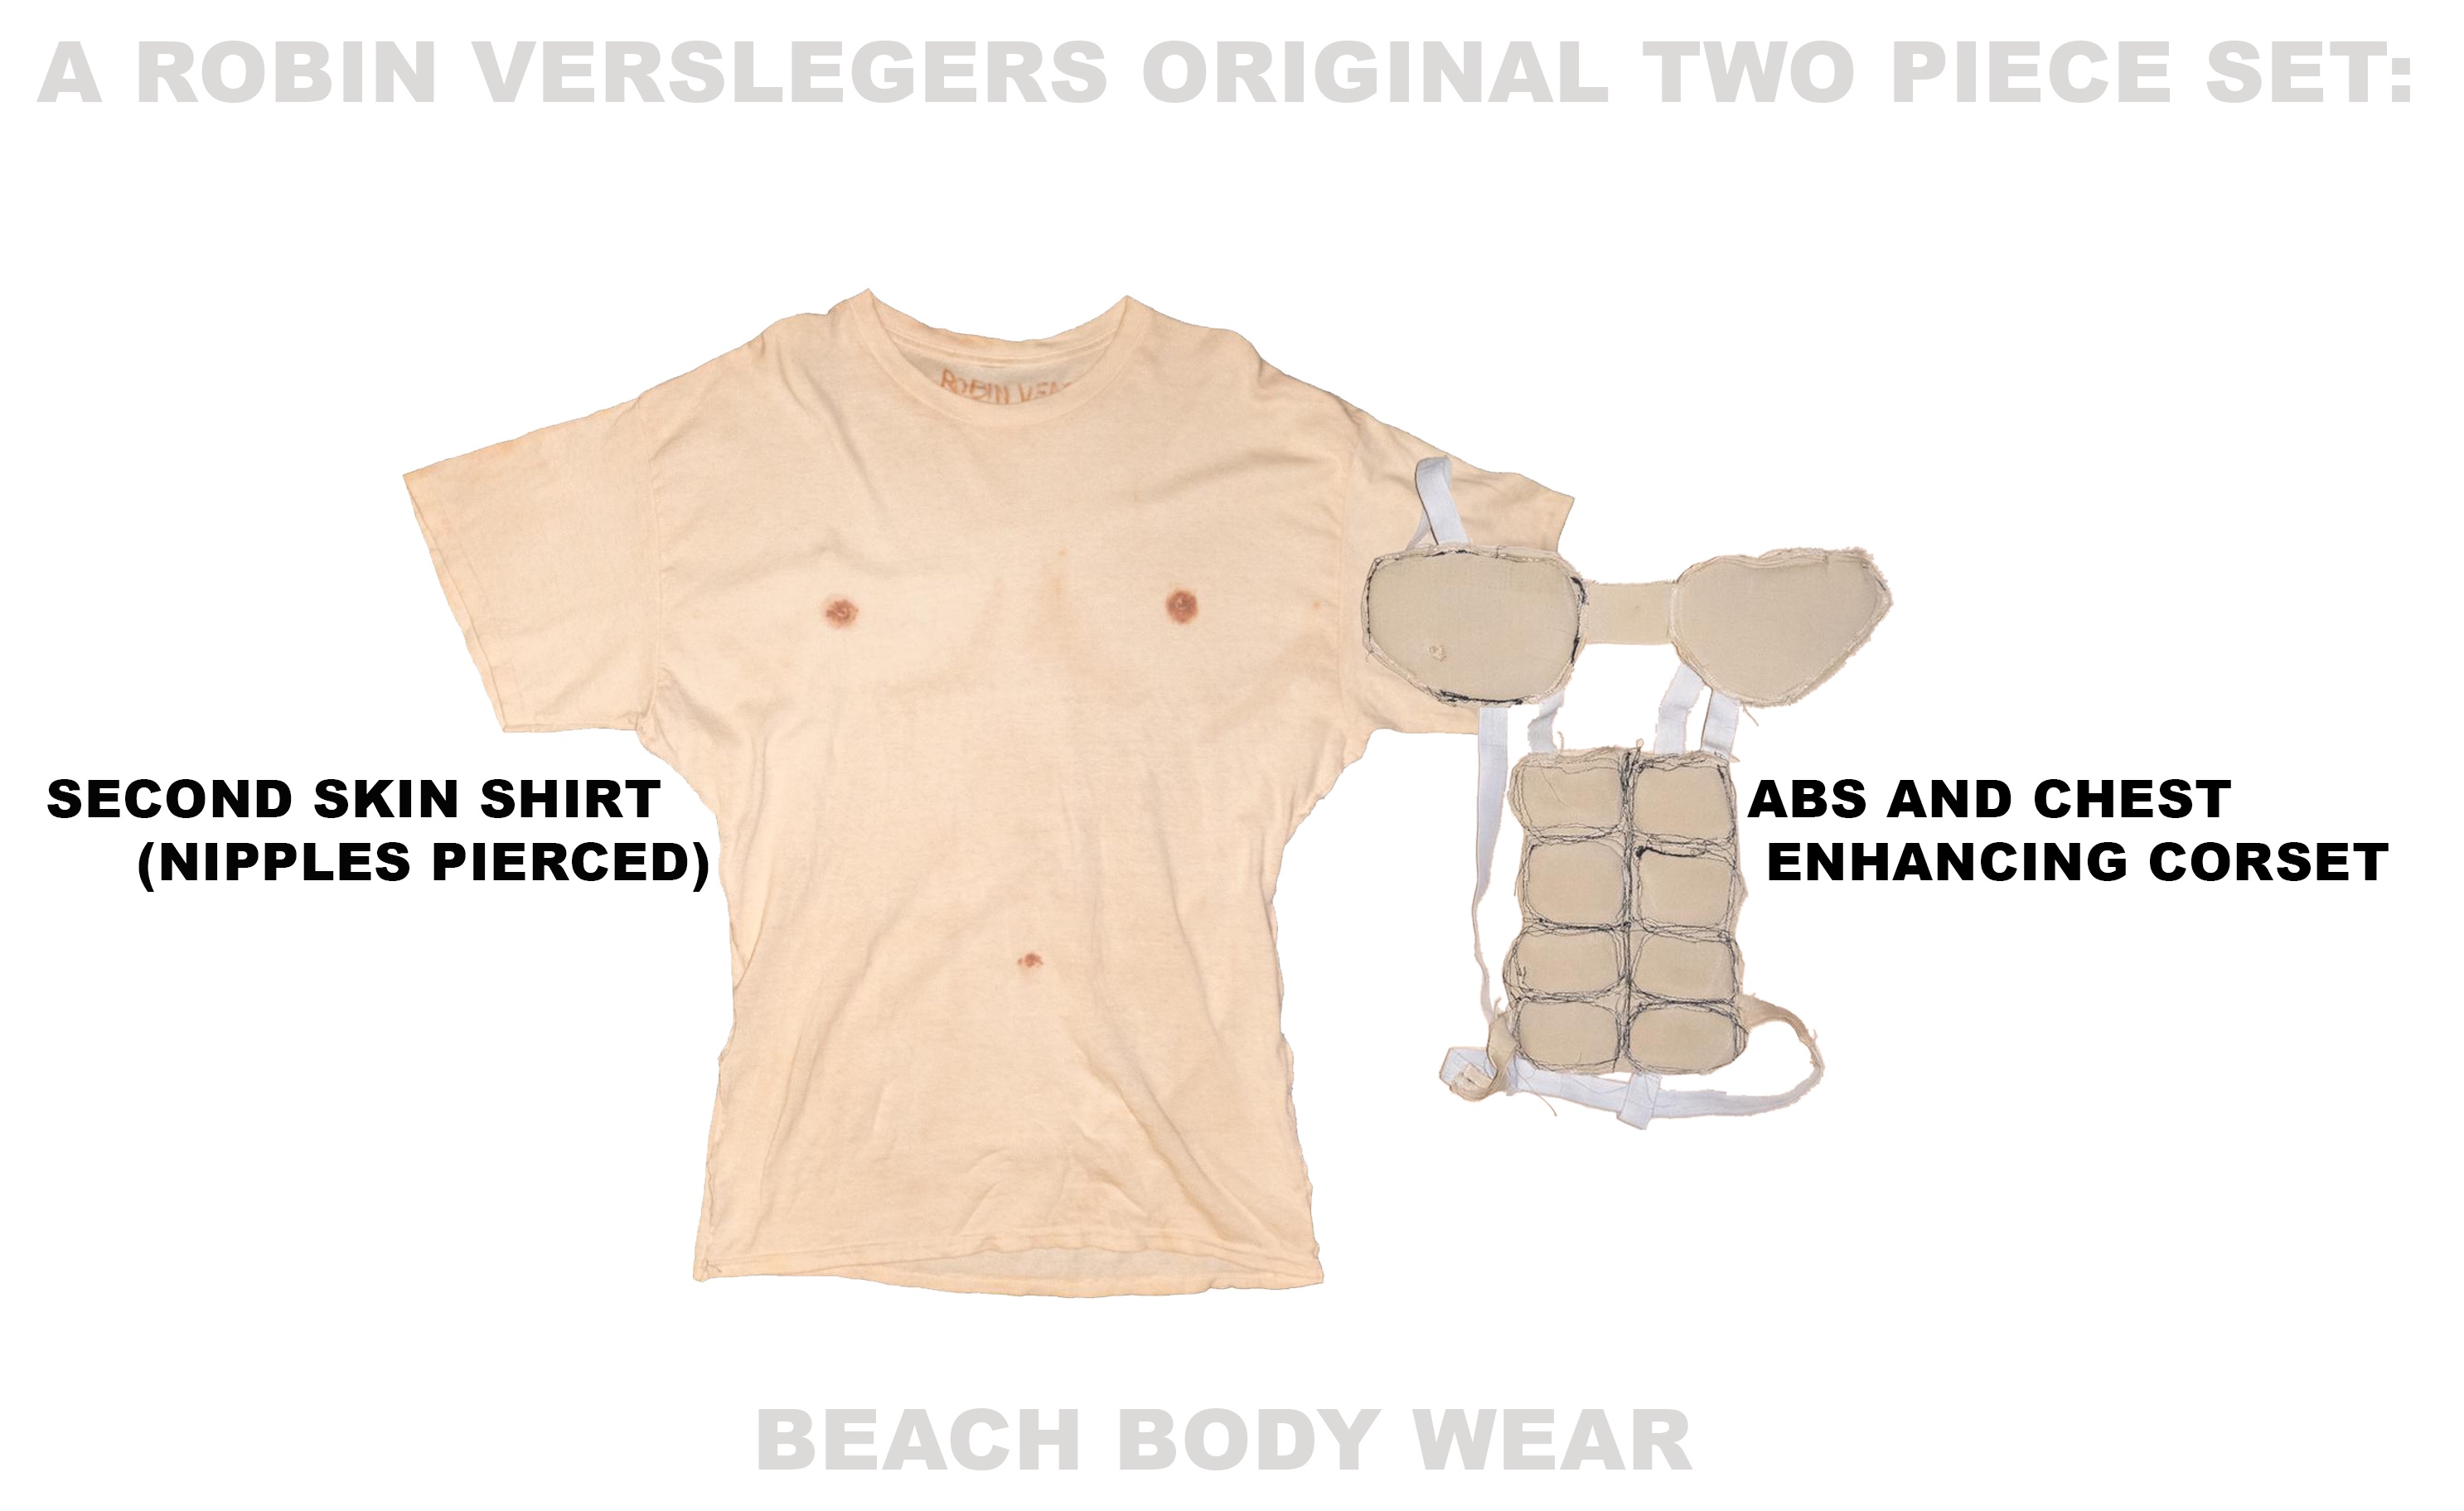 A ROBIN VERSLEGERS ORIGINAL TWO PIECE SET:
ROBIN
SECOND SKIN SHIRT
(NIPPLES PIERCED)
ABS AND CHEST
ENHANCING CORSET
BEACH BODY WEAR